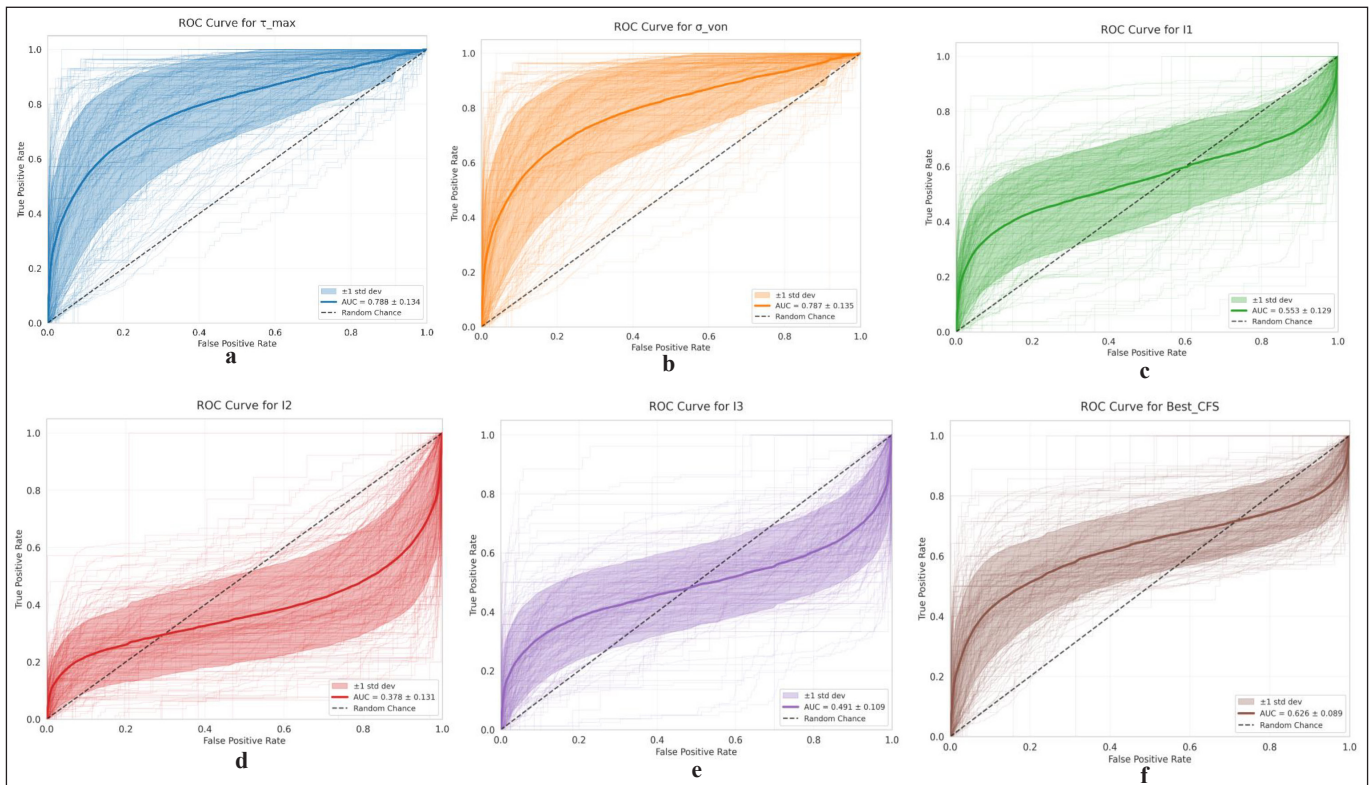 ROC Curve for τ_max
True Positive Rate
1.0
0.8
0.6
0.4
0.2
0.0
±1 std dev
AUC = 0.788 ± 0.134
Random Chance
0.0 0.2 0.4 0.6 0.8 1.0
False Positive Rate
a
ROC Curve for σ_von
True Positive Rate
1.0
0.8
0.6
0.4
0.2
0.0
±1 std dev
AUC = 0.787 ± 0.135
Random Chance
0.0 0.2 0.4 0.6 0.8 1.0
False Positive Rate
b
ROC Curve for I1
True Positive Rate
1.0
0.8
0.6
0.4
0.2
0.0
±1 std dev
AUC = 0.553 ± 0.129
Random Chance
0.0 0.2 0.4 0.6 0.8 1.0
False Positive Rate
c
ROC Curve for I2
True Positive Rate
1.0
0.8
0.6
0.4
0.2
0.0
±1 std dev
AUC = 0.378 ± 0.131
Random Chance
0.0 0.2 0.4 0.6 0.8 1.0
False Positive Rate
d
ROC Curve for I3
True Positive Rate
1.0
0.8
0.6
0.4
0.2
0.0
±1 std dev
AUC = 0.491 ± 0.109
Random Chance
0.0 0.2 0.4 0.6 0.8 1.0
False Positive Rate
e
ROC Curve for Best_CFS
True Positive Rate
1.0
0.8
0.6
0.4
0.2
0.0
±1 std dev
AUC = 0.626 ± 0.089
Random Chance
0.0 0.2 0.4 0.6 0.8 1.0
False Positive Rate
f